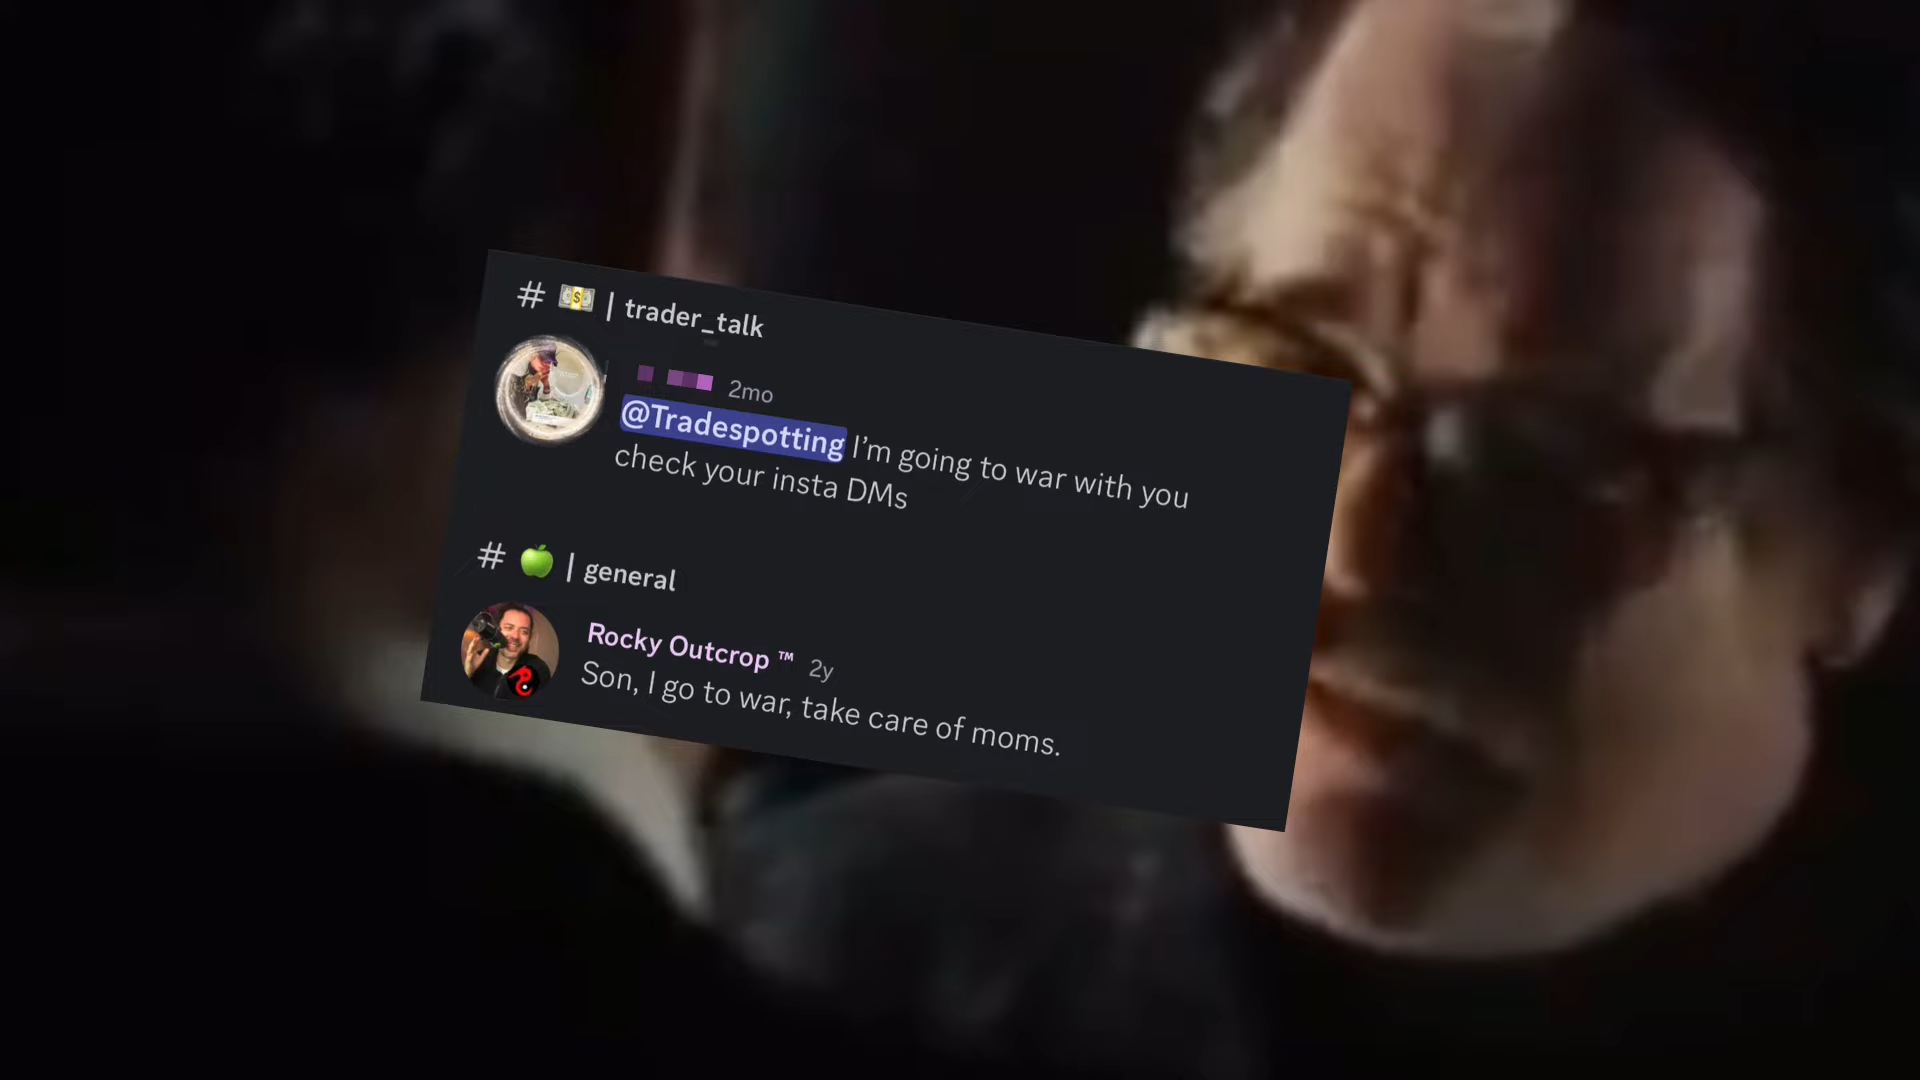 # 💵 | trader_talk
2mo
@Tradespotting I’m going to war with you
check your insta DMs
# 🍏 | general
Rocky Outcrop ™ 2y
Son, I go to war, take care of moms.